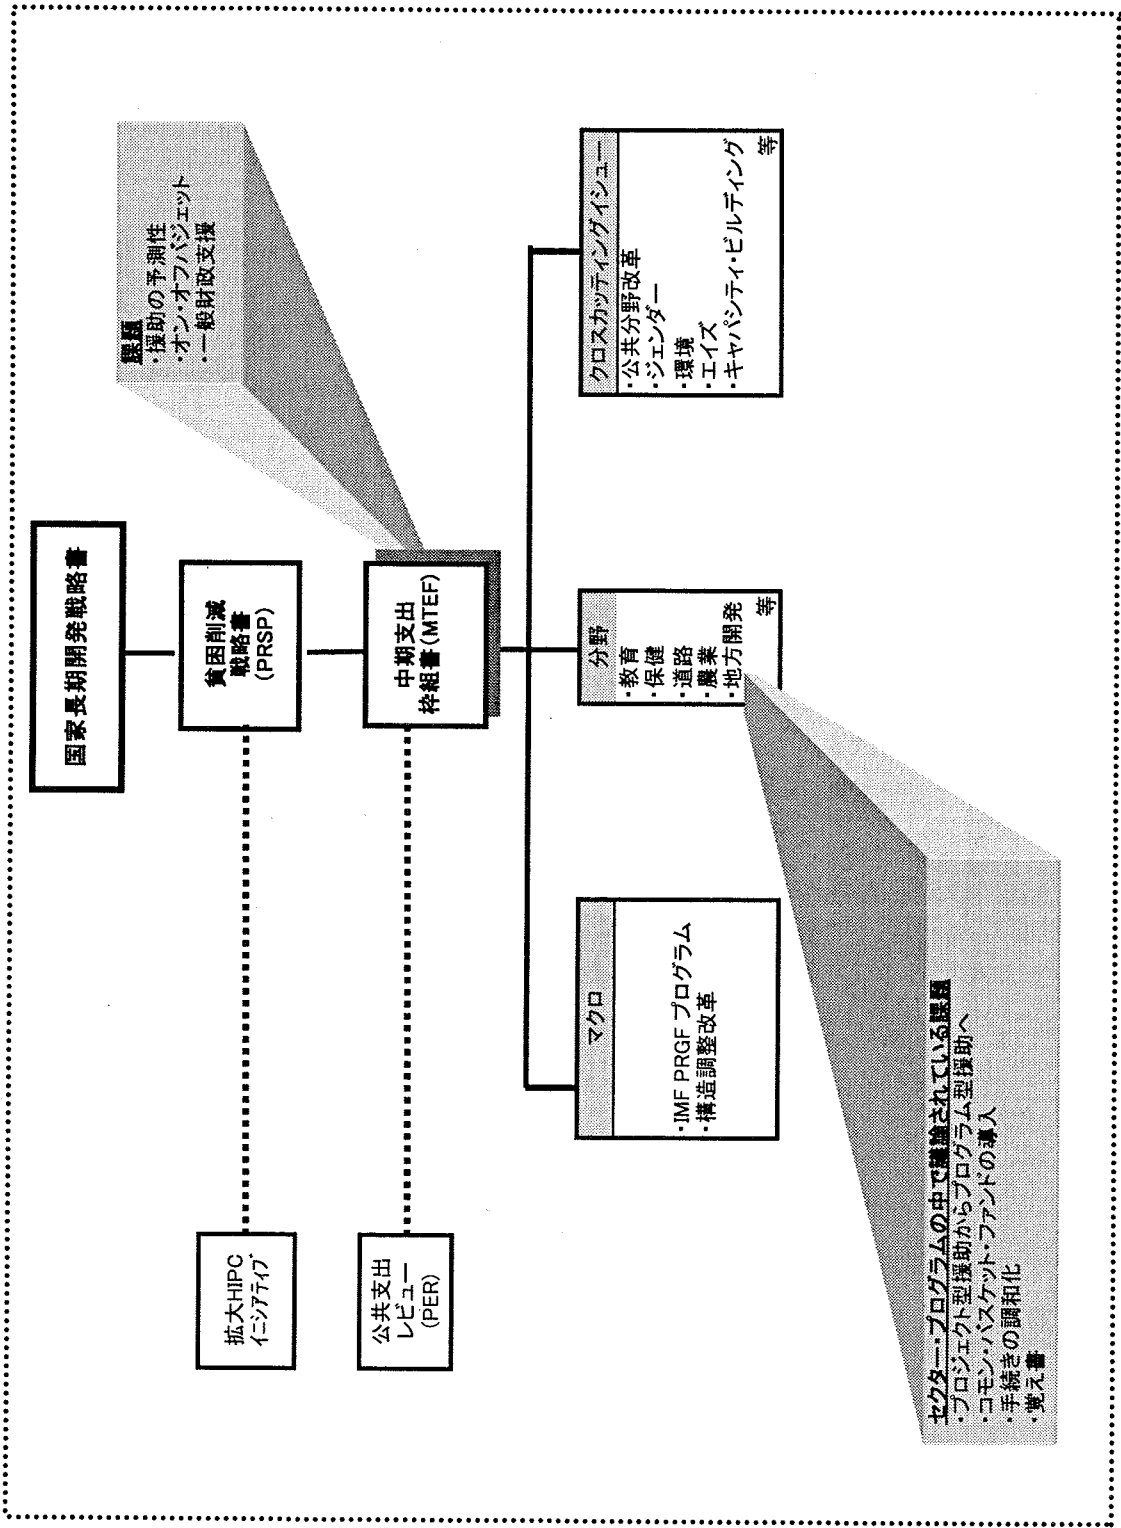 国家長期開発戦略書
貧困削減
戦略書
(PRSP)
拡大HIPC
イニシアティブ
中期支出
枠組書(MTEF)
公共支出
レビュー
(PER)
課題
・援助の予測性
・オン・オフバジェット
・一般財政支援
マクロ
・IMF PRGF プログラム
・構造調整改革
分野
・教育
・保健
・道路
・農業
・地方開発
等
クロスカッティングイシュー
・公共分野改革
・ジェンダー
・環境
・エイズ
・キャパシティ・ビルディング
等
セクター・プログラムの中で議論されている課題
・プロジェクト型援助からプログラム型援助へ
・コモン・バスケット・ファンドの導入
・手続きの調和化
・覚え書